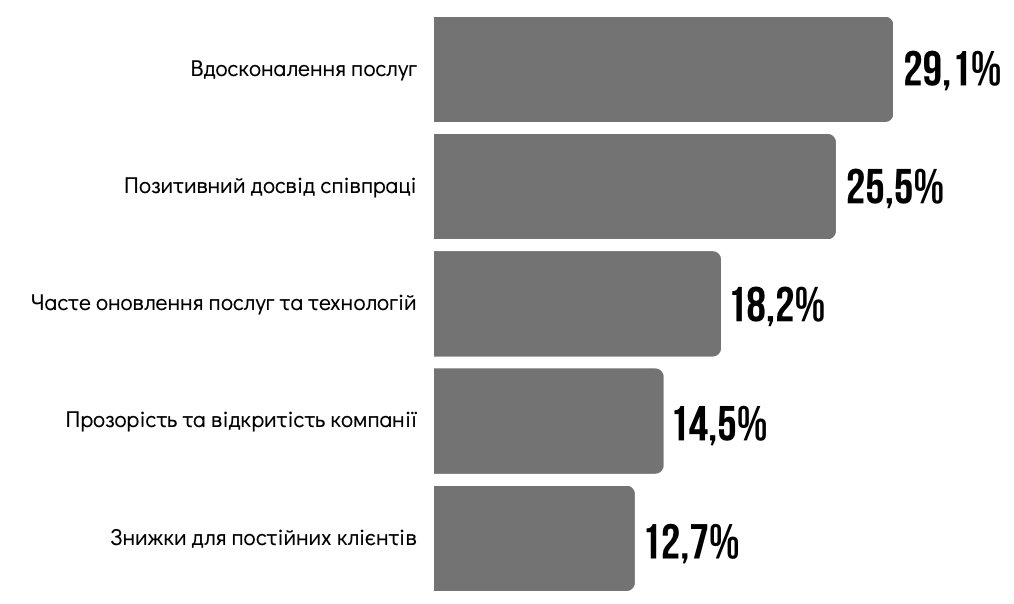 Вдосконалення послуг
29,1%
Позитивний досвід співпраці
25,5%
Часте оновлення послуг та технологій
18,2%
Прозорість та відкритість компанії
14,5%
Знижки для постійних клієнтів
12,7%